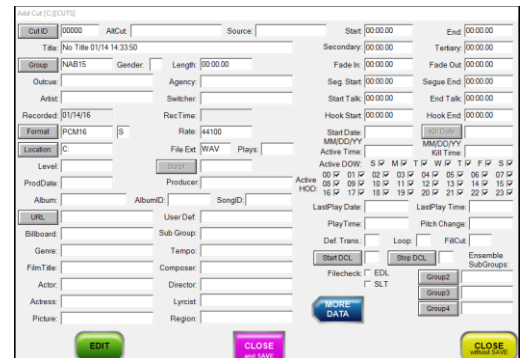 Add Cut [C:][CUTS]
Cut ID 00000 AltCut: Source: Start: 00:00.00 End: 00:00.00
Title: No Title 01/14 14:33:50 Secondary: 00:00.00 Tertiary: 00:00.00
Group NAB15 Gender: Length: 00:00.00 Fade In: 00:00.00 Fade Out: 00:00.00
Outcue: Agency: Seg. Start: 00:00.00 Segue End: 00:00.00
Artist: Switcher: Start Talk: 00:00.00 End Talk: 00:00.00
Recorded: 01/14/16 RecTime: Hook Start: 00:00.00 Hook End: 00:00.00
Format PCM16 S Rate: 44100 Start Date: Kill Date
MM/DD/YY MM/DD/YY
Location: C: File Ext: WAV Plays: Active Time: Kill Time:
Level: Script Active DOW: S M T W T F S
ProdDate: Producer: Active HOD: 00 01 02 03 04 05 06 07
08 09 10 11 12 13 14 15
16 17 18 19 20 21 22 23
Album: AlbumID: SongID: LastPlay Date: LastPlay Time:
URL User Def: PlayTime: Pitch Change:
Billboard: Sub Group: Def. Trans.: Loop: FillCut:
Genre: Tempo: Start DCL Stop DCL Ensemble SubGroups:
FilmTitle: Composer: Filecheck: EDL Group2
Actor: Director: SLT
Actress: Lyrcist: MORE DATA Group3
Picture: Region: Group4
EDIT CLOSE and SAVE CLOSE without SAVE